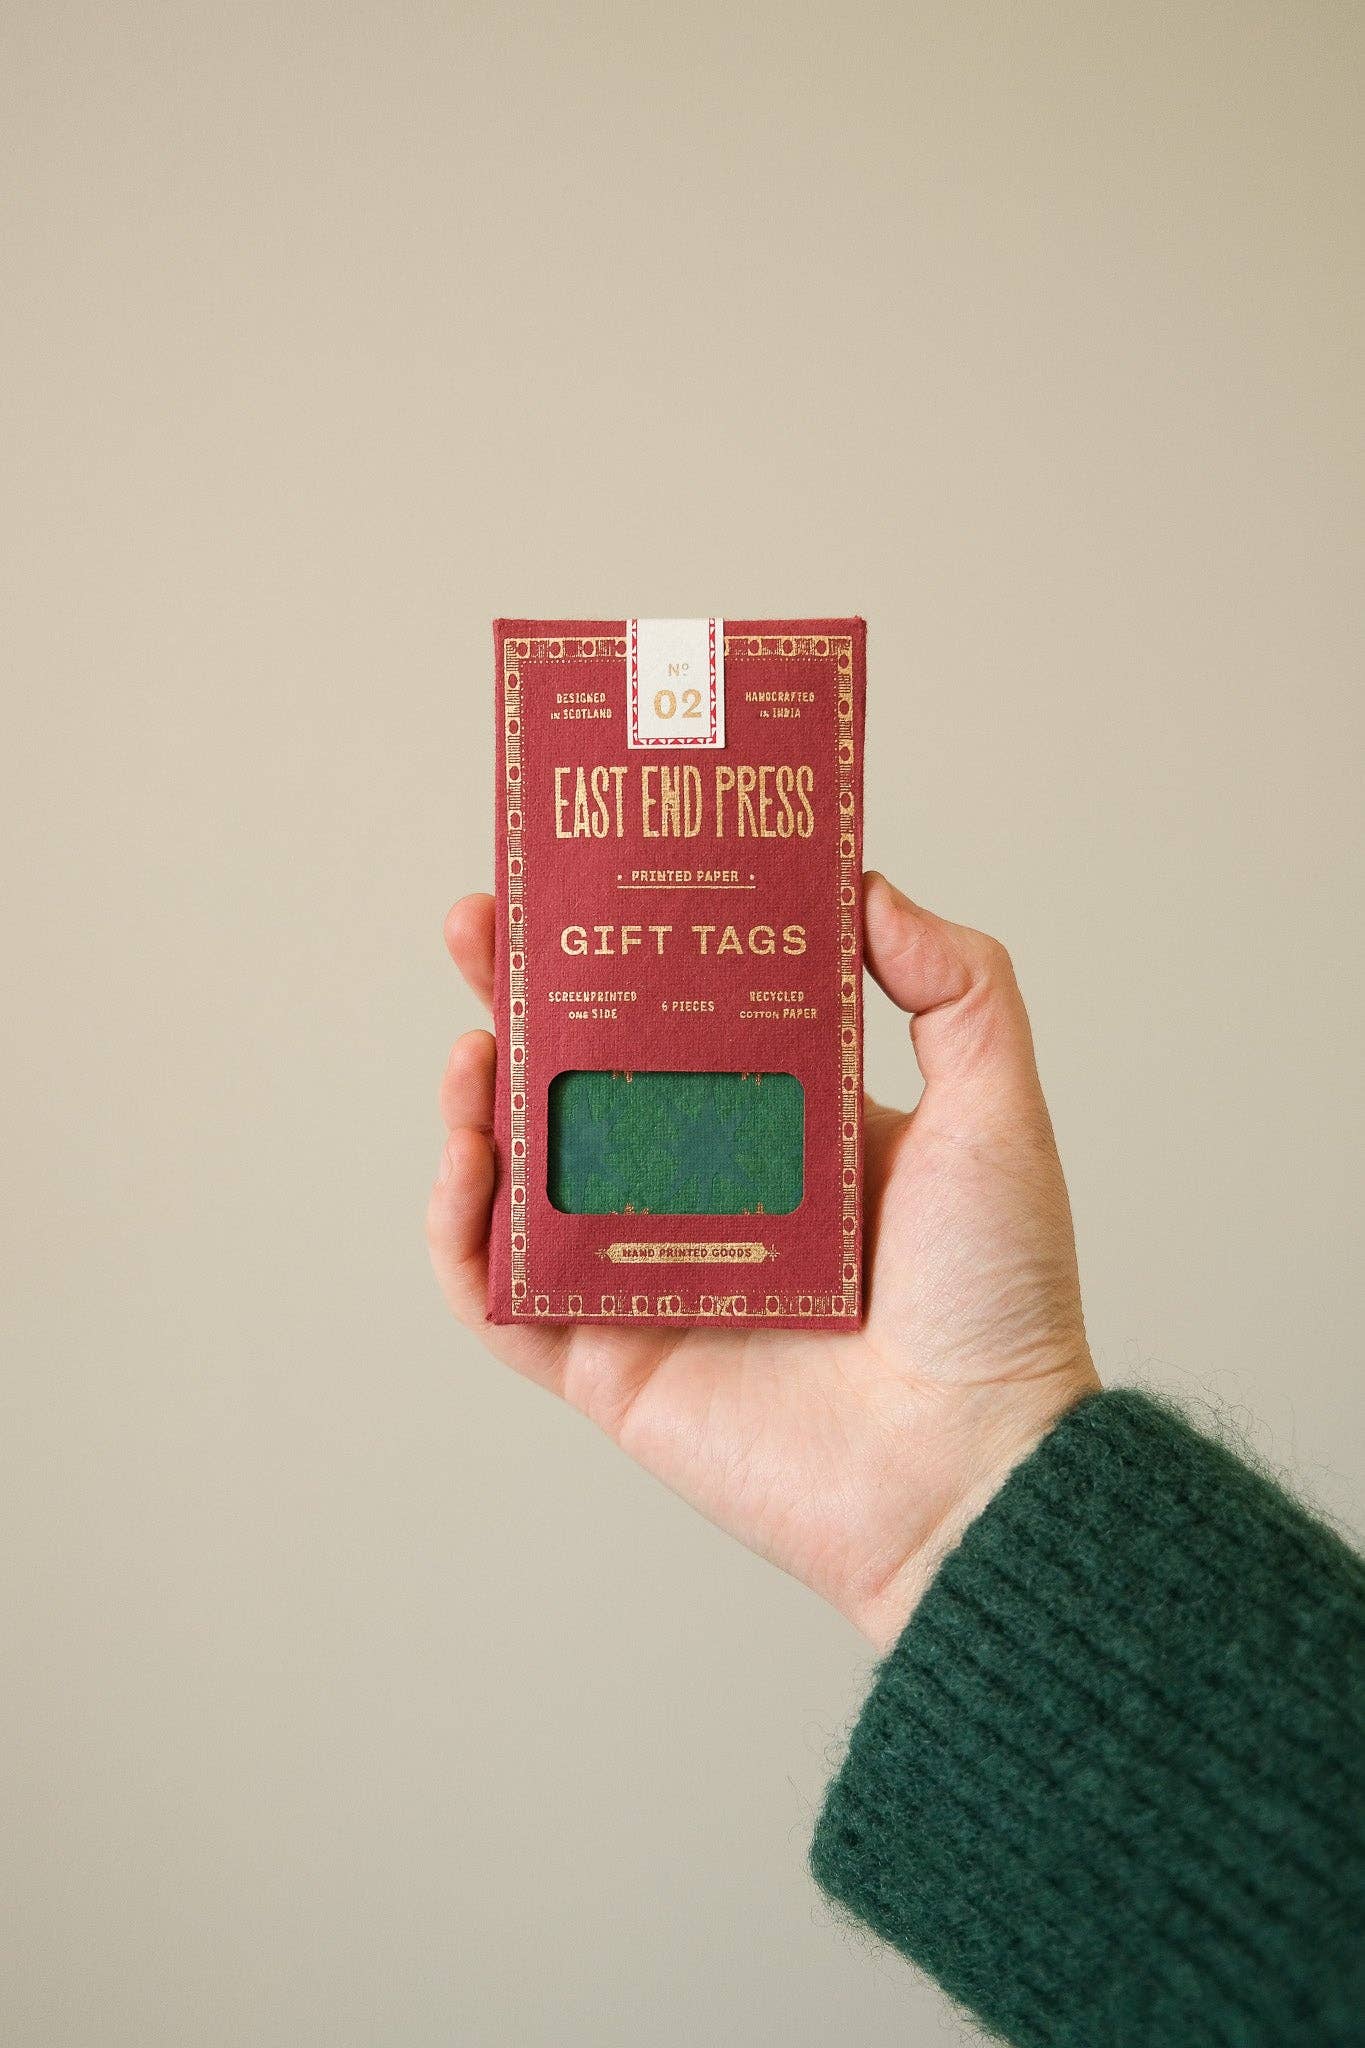 Nº
02
DESIGNED
IN SCOTLAND
HANDCRAFTED
IN INDIA
EAST END PRESS
• PRINTED PAPER •
GIFT TAGS
SCREENPRINTED
ONE SIDE
6 PIECES
RECYCLED
COTTON PAPER
HAND PRINTED GOODS